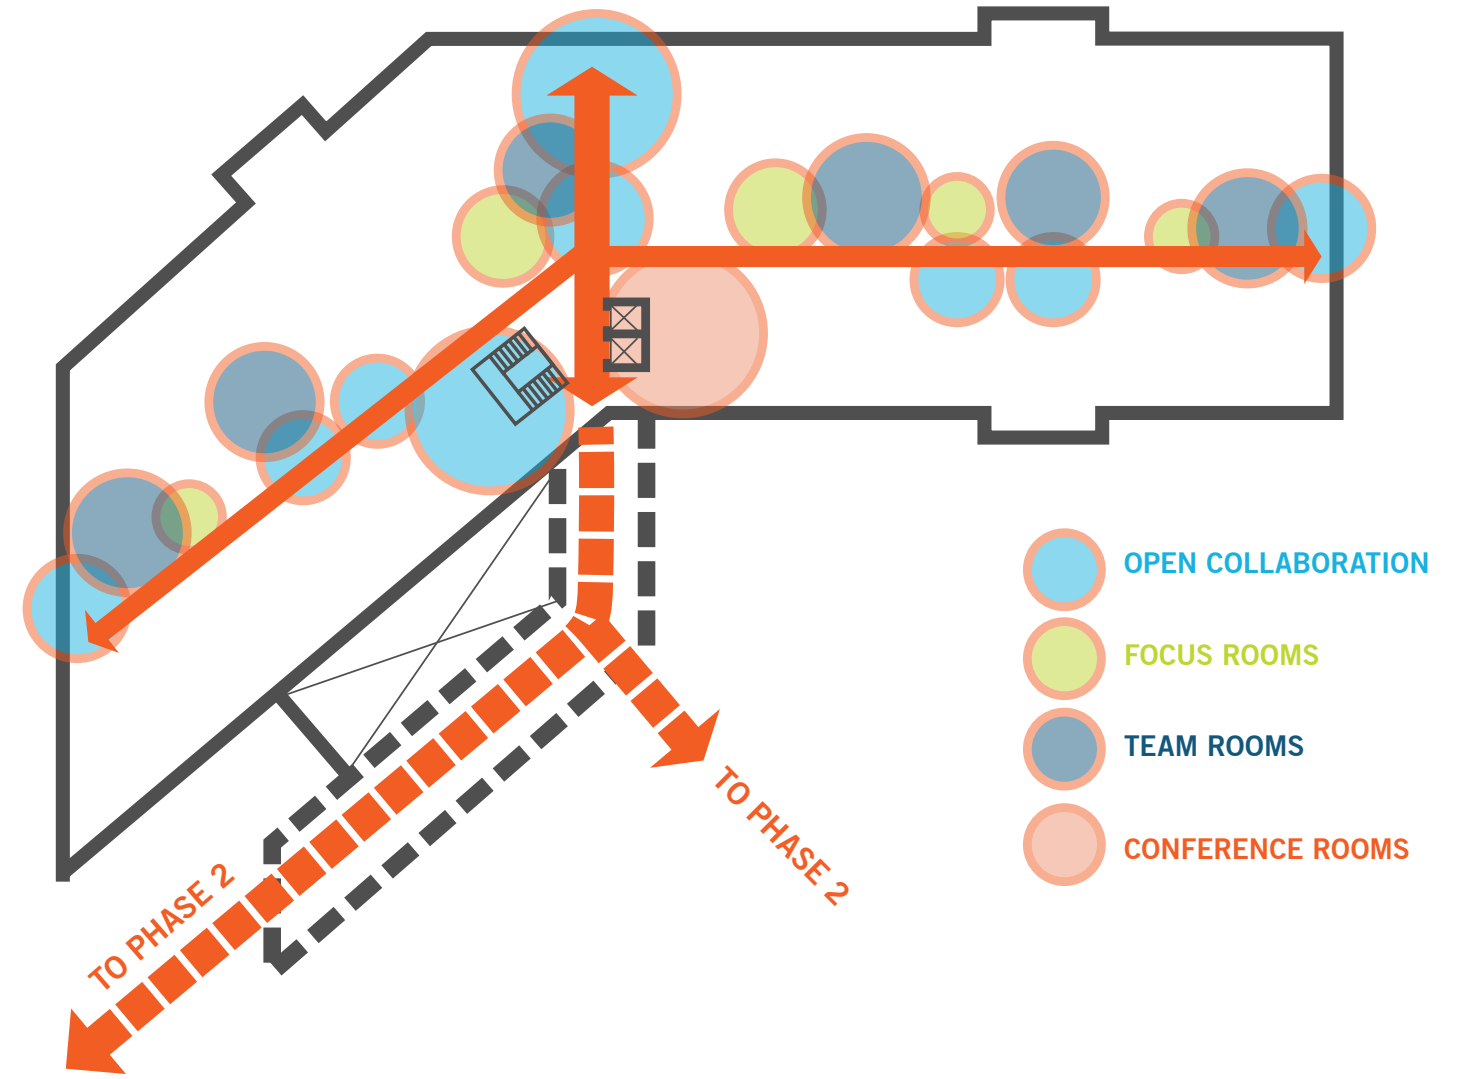 OPEN COLLABORATION
FOCUS ROOMS
TEAM ROOMS
CONFERENCE ROOMS
TO PHASE 2
TO PHASE 2